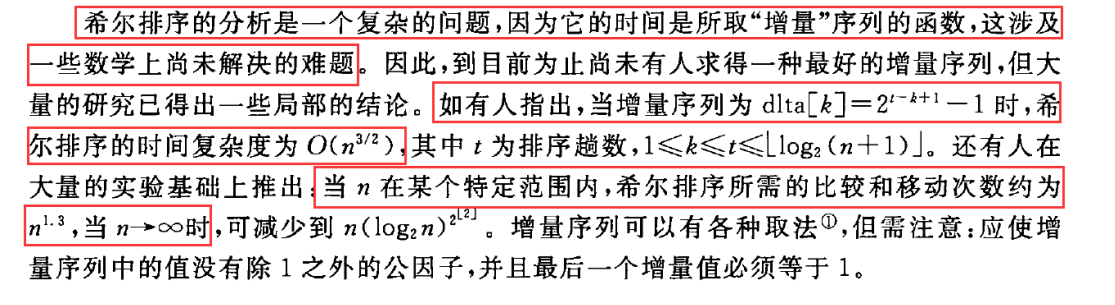 希尔排序的分析是一个复杂的问题,因为它的时间是所取“增量”序列的函数,这涉及
一些数学上尚未解决的难题。因此,到目前为止尚未有人求得一种最好的增量序列,但大
量的研究已得出一些局部的结论。如有人指出,当增量序列为 dlta[k]=2^{t-k+1}-1 时,希
尔排序的时间复杂度为 O(n^{3/2}),其中 t 为排序趟数,1≤k≤t≤⌊log₂(n+1)⌋。还有人在
大量的实验基础上推出:当 n 在某个特定范围内,希尔排序所需的比较和移动次数约为
n^{1.3},当 n→∞时,可减少到 n(log₂n)^{2^{[2]}}。增量序列可以有各种取法①,但需注意:应使增
量序列中的值没有除 1 之外的公因子,并且最后一个增量值必须等于 1。